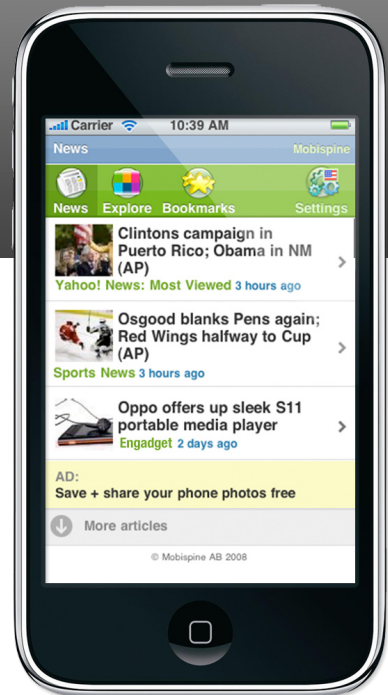 Carrier 10:39 AM
News Mobispine
News Explore Bookmarks Settings
Clintons campaign in
Puerto Rico; Obama in NM
(AP)
Yahoo! News: Most Viewed 3 hours ago
Osgood blanks Pens again;
Red Wings halfway to Cup
(AP)
Sports News 3 hours ago
Oppo offers up sleek S11
portable media player
Engadget 2 days ago
AD:
Save + share your phone photos free
More articles
© Mobispine AB 2008